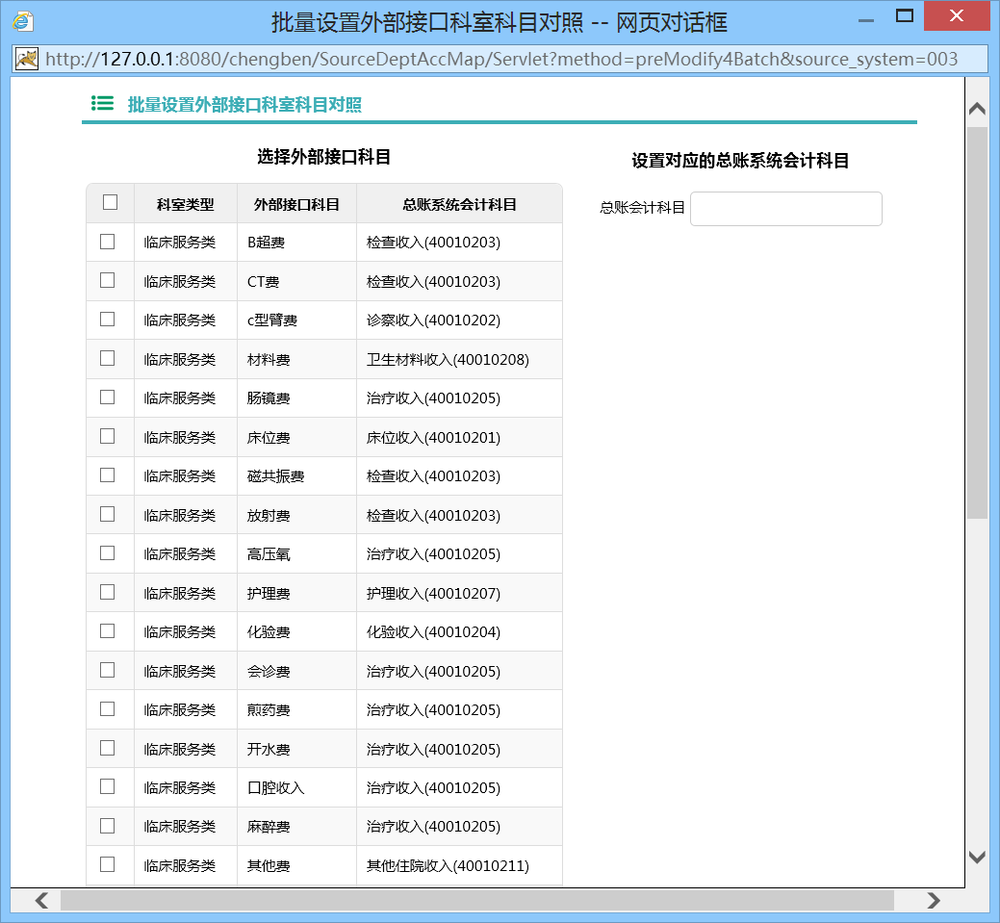 批量设置外部接口科室科目对照 -- 网页对话框
http://127.0.0.1:8080/chengben/SourceDeptAccMap/Servlet?method=preModify4Batch&source_system=003
批量设置外部接口科室科目对照
选择外部接口科目
科室类型 外部接口科目 总账系统会计科目
临床服务类 B超费 检查收入(40010203)
临床服务类 CT费 检查收入(40010203)
临床服务类 c型臂费 诊察收入(40010202)
临床服务类 材料费 卫生材料收入(40010208)
临床服务类 肠镜费 治疗收入(40010205)
临床服务类 床位费 床位收入(40010201)
临床服务类 磁共振费 检查收入(40010203)
临床服务类 放射费 检查收入(40010203)
临床服务类 高压氧 治疗收入(40010205)
临床服务类 护理费 护理收入(40010207)
临床服务类 化验费 化验收入(40010204)
临床服务类 会诊费 治疗收入(40010205)
临床服务类 煎药费 治疗收入(40010205)
临床服务类 开水费 治疗收入(40010205)
临床服务类 口腔收入 治疗收入(40010205)
临床服务类 麻醉费 治疗收入(40010205)
临床服务类 其他费 其他住院收入(40010211)
设置对应的总账系统会计科目
总账会计科目